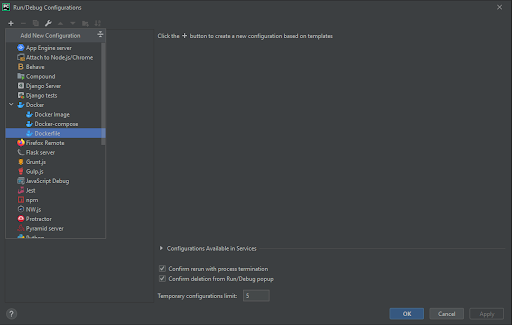 Run/Debug Configurations
Add New Configuration
Click the + button to create a new configuration based on templates
App Engine server
Attach to Node.js/Chrome
Behave
Compound
Django Server
Django tests
Docker
Docker Image
Docker-compose
Dockerfile
Firefox Remote
Flask server
Grunt.js
Gulp.js
JavaScript Debug
Jest
npm
NW.js
Protractor
Pyramid server
Python
Configurations Available in Services
Confirm rerun with process termination
Confirm deletion from Run/Debug popup
Temporary configurations limit: 5
? OK Cancel Apply